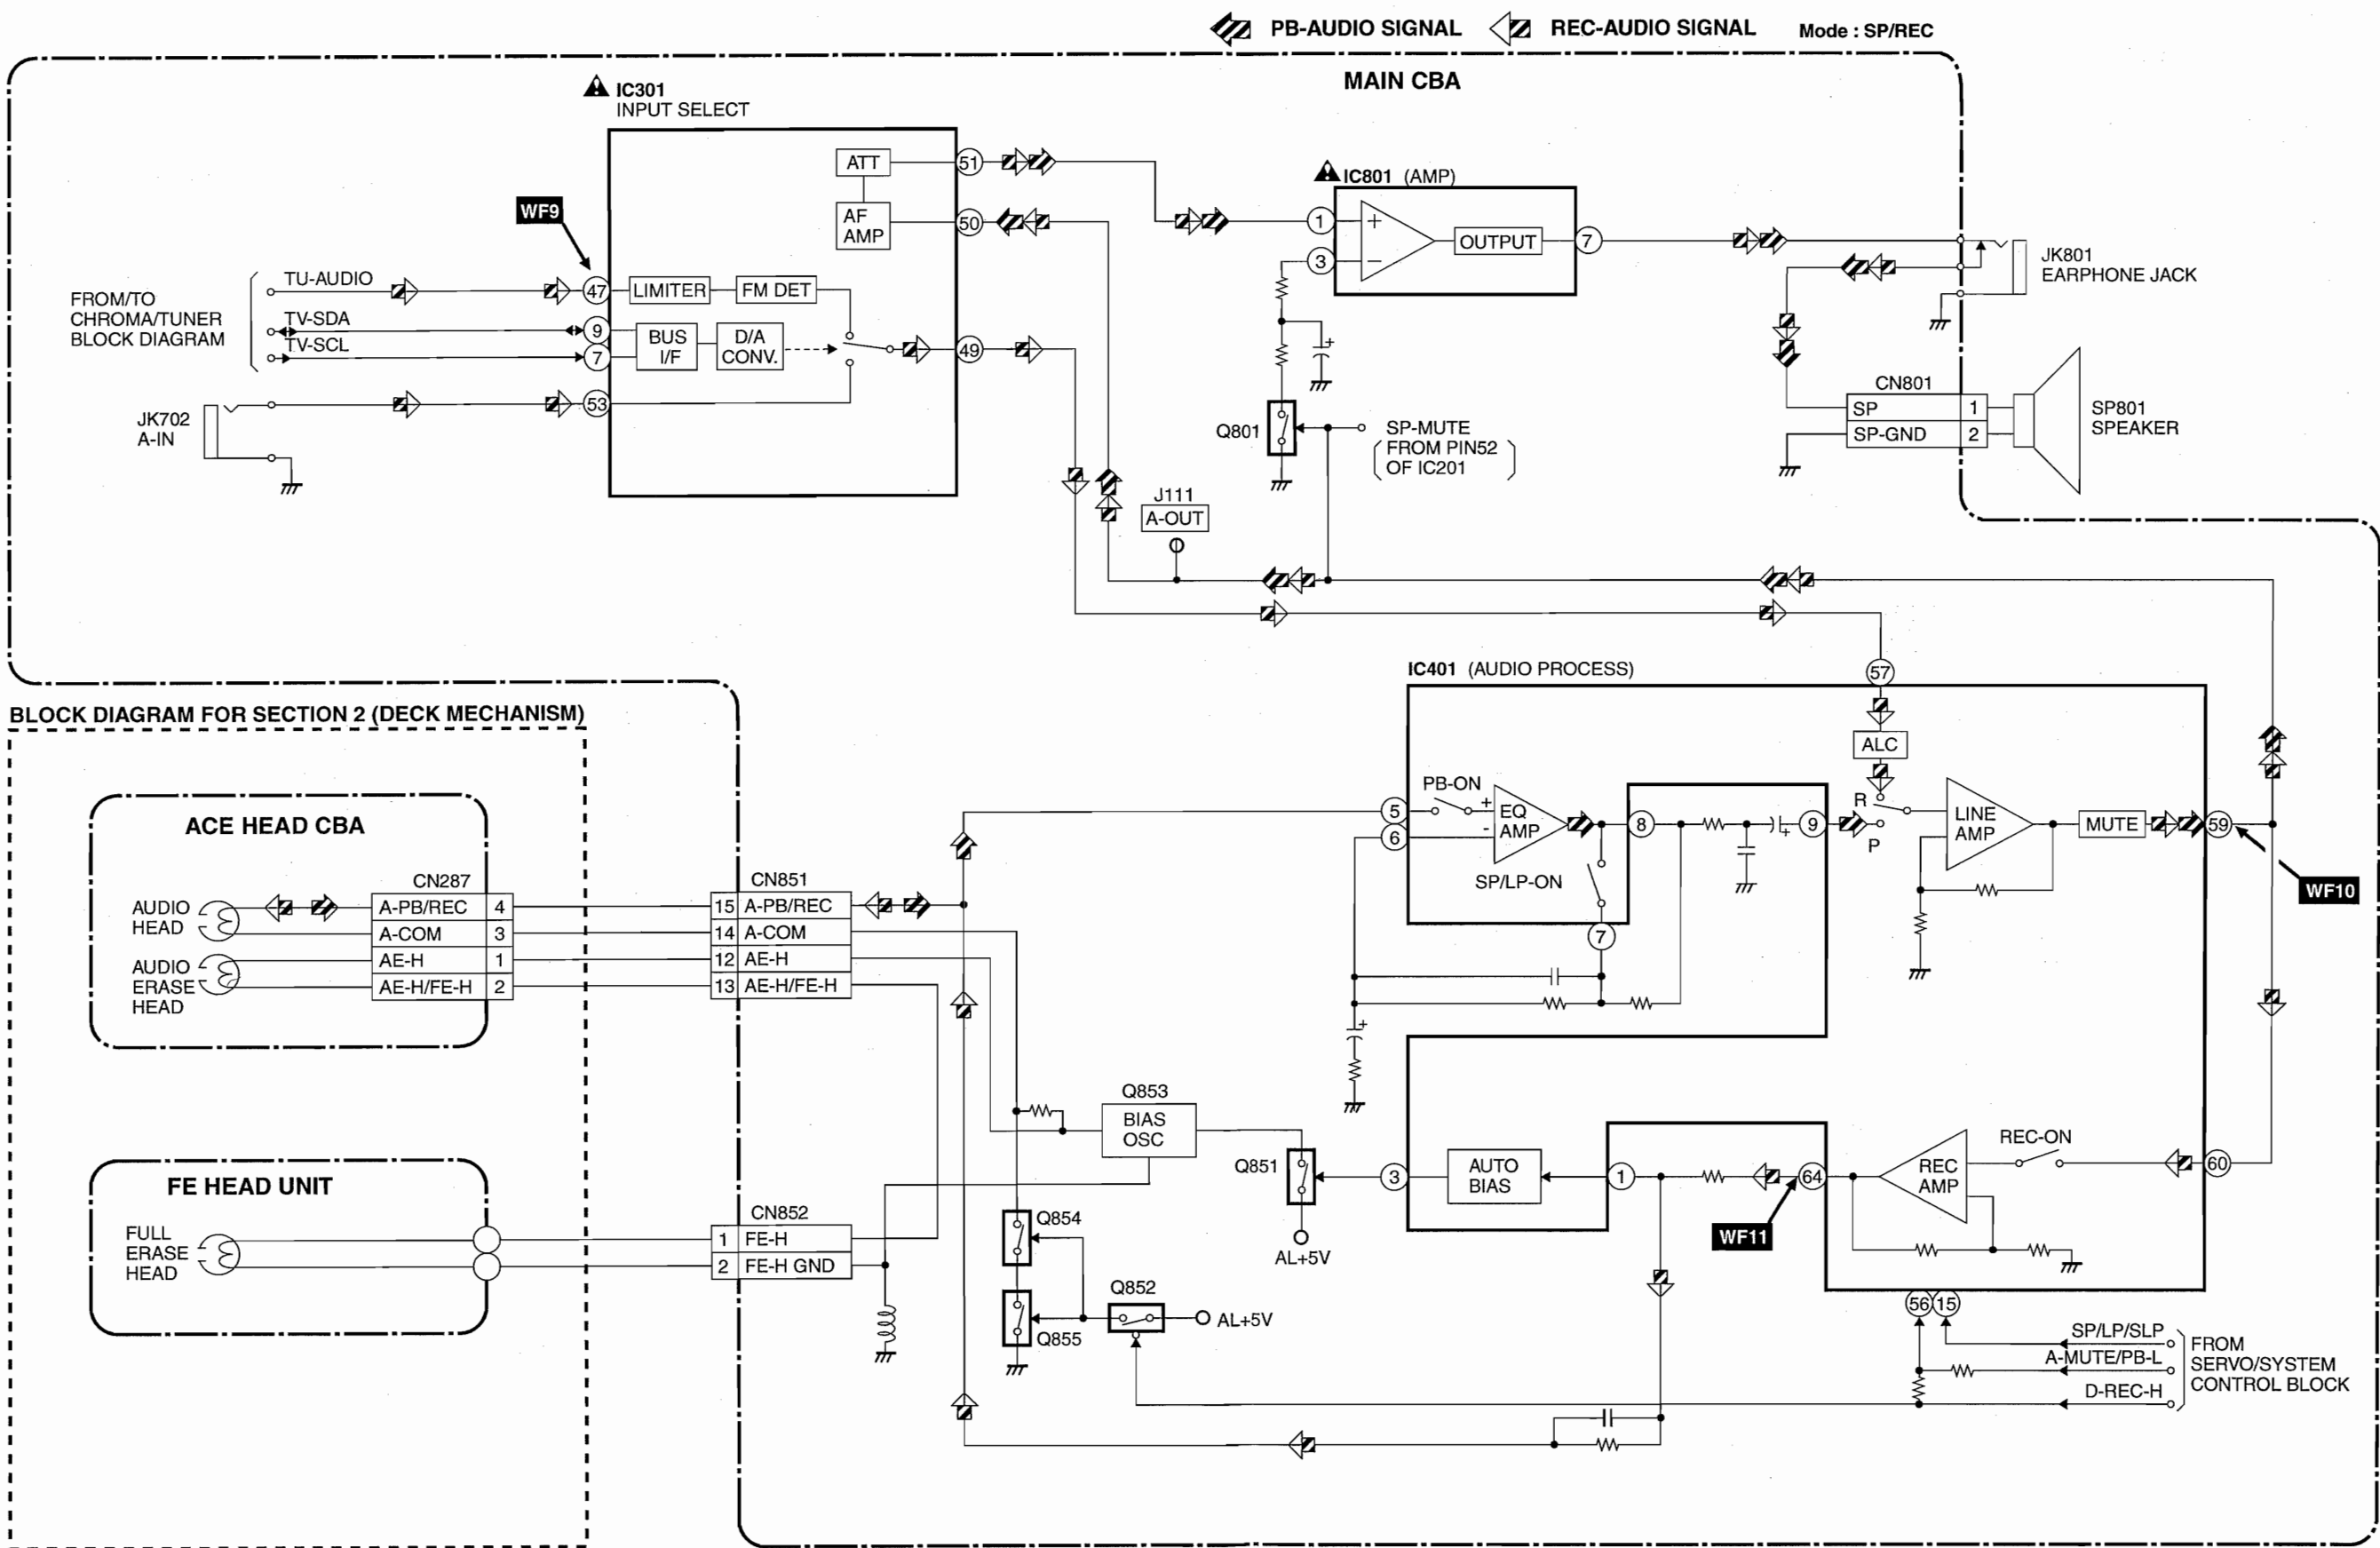 PB-AUDIO SIGNAL REC-AUDIO SIGNAL Mode : SP/REC
MAIN CBA
IC301
INPUT SELECT
ATT
51
AF
AMP
50
WF9
TU-AUDIO
47
LIMITER
FM DET
FROM/TO
CHROMA/TUNER
BLOCK DIAGRAM
TV-SDA
9
TV-SCL
7
BUS
I/F
D/A
CONV.
49
JK702
A-IN
53
IC801 (AMP)
1
+
3
−
OUTPUT
7
JK801
EARPHONE JACK
+
Q801
SP-MUTE
FROM PIN52
OF IC201
CN801
SP 1
SP-GND 2
SP801
SPEAKER
J111
A-OUT
IC401 (AUDIO PROCESS)
57
ALC
R
P
LINE
AMP
MUTE
59
WF10
PB-ON
5
6
+
-
EQ
AMP
8
+
9
SP/LP-ON
7
+
BLOCK DIAGRAM FOR SECTION 2 (DECK MECHANISM)
ACE HEAD CBA
CN287
AUDIO
HEAD
A-PB/REC 4
A-COM 3
AUDIO
ERASE
HEAD
AE-H 1
AE-H/FE-H 2
CN851
15 A-PB/REC
14 A-COM
12 AE-H
13 AE-H/FE-H
Q853
BIAS
OSC
Q851
AL+5V
3
AUTO
BIAS
1
64
WF11
REC
AMP
REC-ON
60
FE HEAD UNIT
FULL
ERASE
HEAD
CN852
1 FE-H
2 FE-H GND
Q854
Q855
Q852
AL+5V
56 15
SP/LP/SLP
A-MUTE/PB-L
D-REC-H
FROM
SERVO/SYSTEM
CONTROL BLOCK